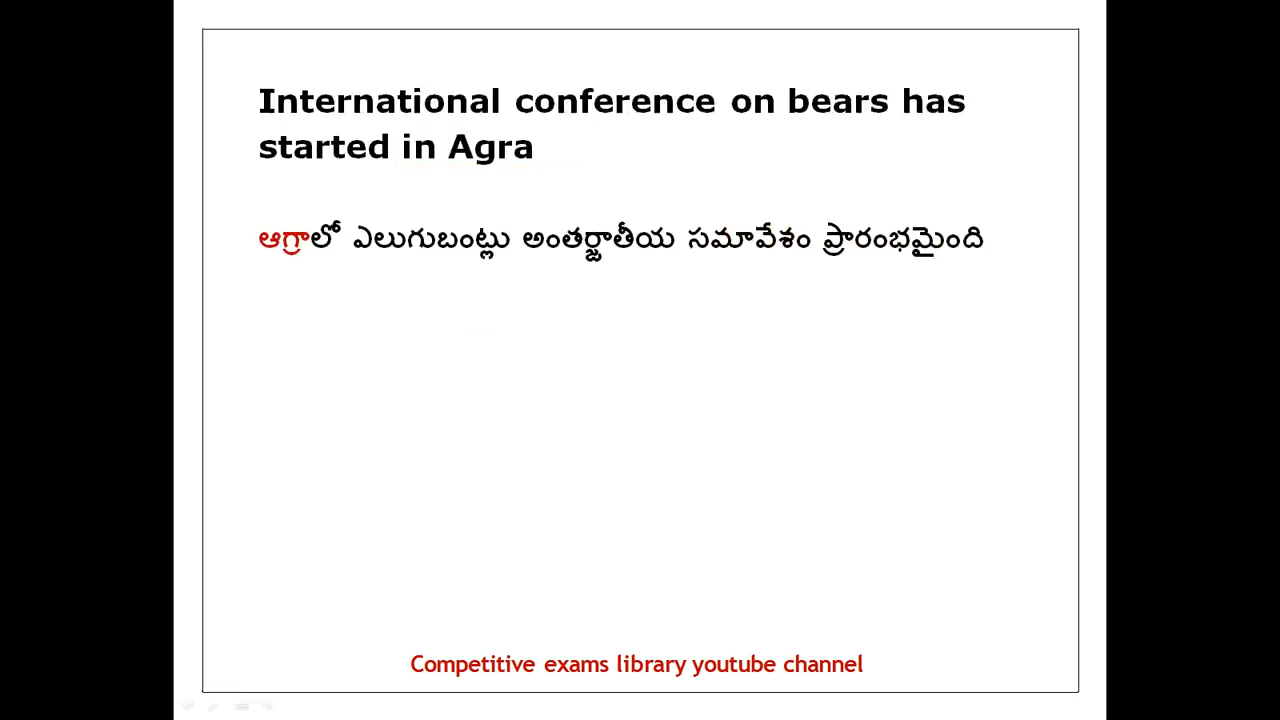 International conference on bears has
started in Agra
ఆగ్రాలో ఎలుగుబంట్లు అంతర్జాతీయ సమావేశం ప్రారంభమైంది
Competitive exams library youtube channel